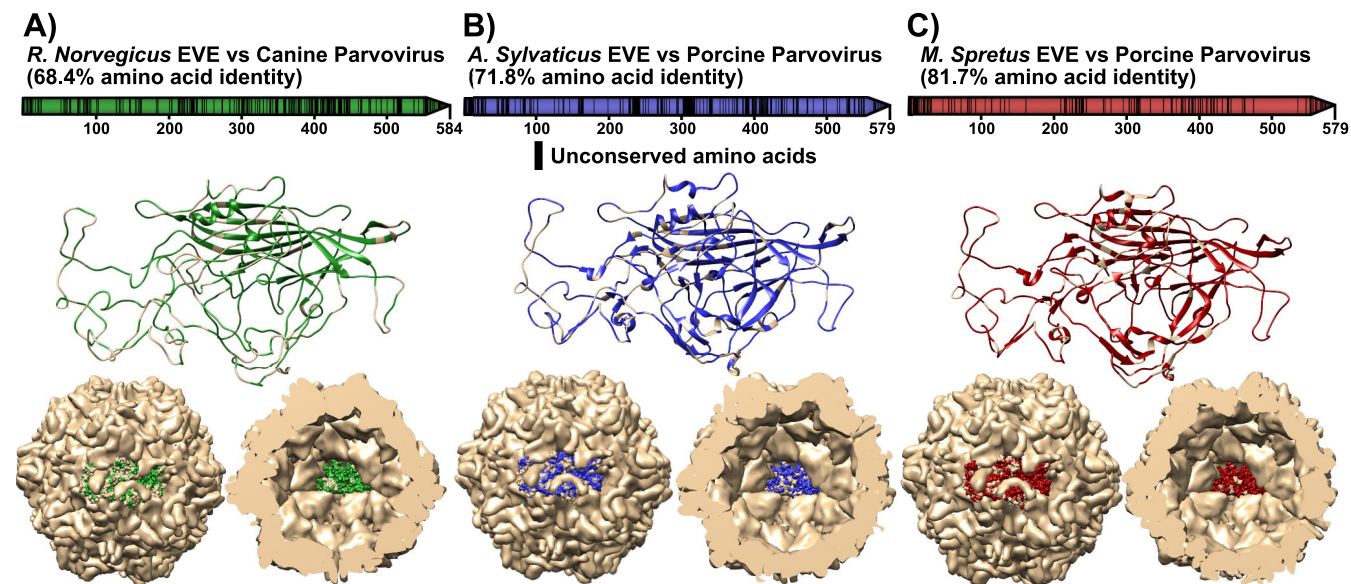 A)
R. Norvegicus EVE vs Canine Parvovirus
(68.4% amino acid identity)
100 200 300 400 500 584
B)
A. Sylvaticus EVE vs Porcine Parvovirus
(71.8% amino acid identity)
100 200 300 400 500 579
Unconserved amino acids
C)
M. Spretus EVE vs Porcine Parvovirus
(81.7% amino acid identity)
100 200 300 400 500 579